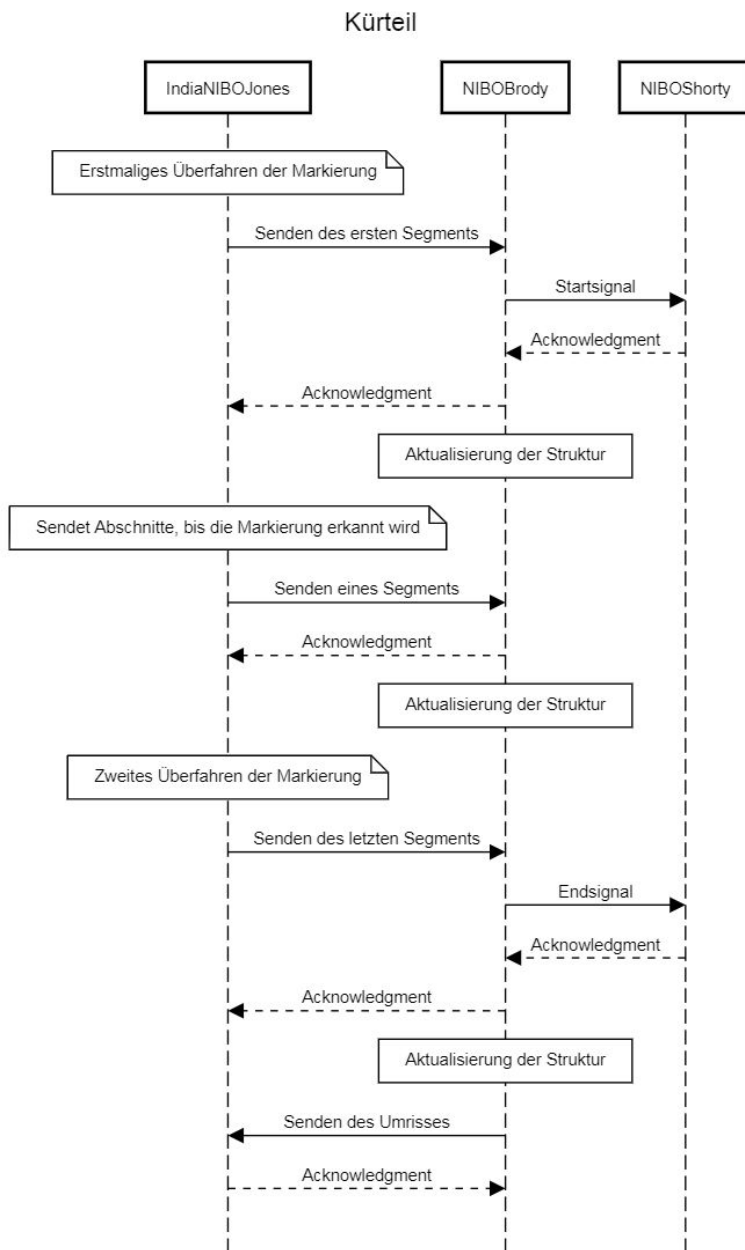 Kürteil
IndiaNIBOJones
NIBOBrody
NIBOShorty
Erstmaliges Überfahren der Markierung
Senden des ersten Segments
Startsignal
Acknowledgment
Acknowledgment
Aktualisierung der Struktur
Sendet Abschnitte, bis die Markierung erkannt wird
Senden eines Segments
Acknowledgment
Aktualisierung der Struktur
Zweites Überfahren der Markierung
Senden des letzten Segments
Endsignal
Acknowledgment
Acknowledgment
Aktualisierung der Struktur
Senden des Umrisses
Acknowledgment